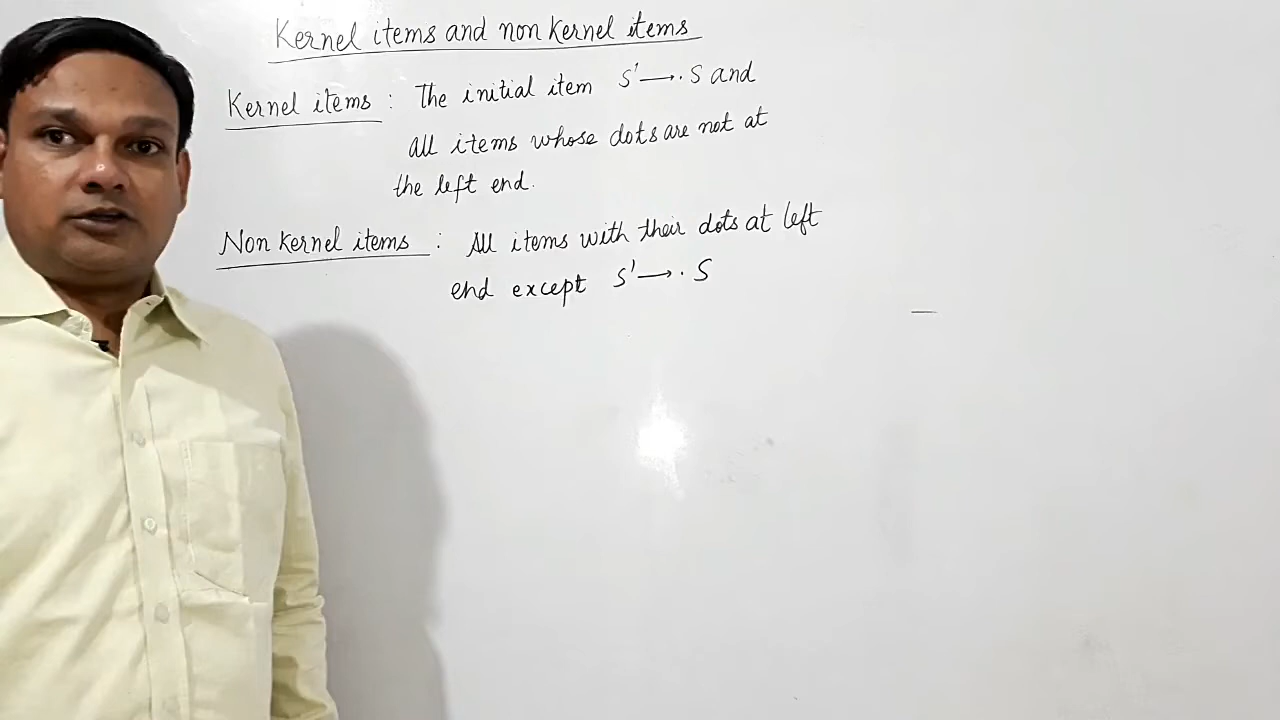 Kernel items and non kernel items
Kernel items : The initial item S' → . S and
all items whose dots are not at
the left end.
Non kernel items : All items with their dots at left
end except S' → . S